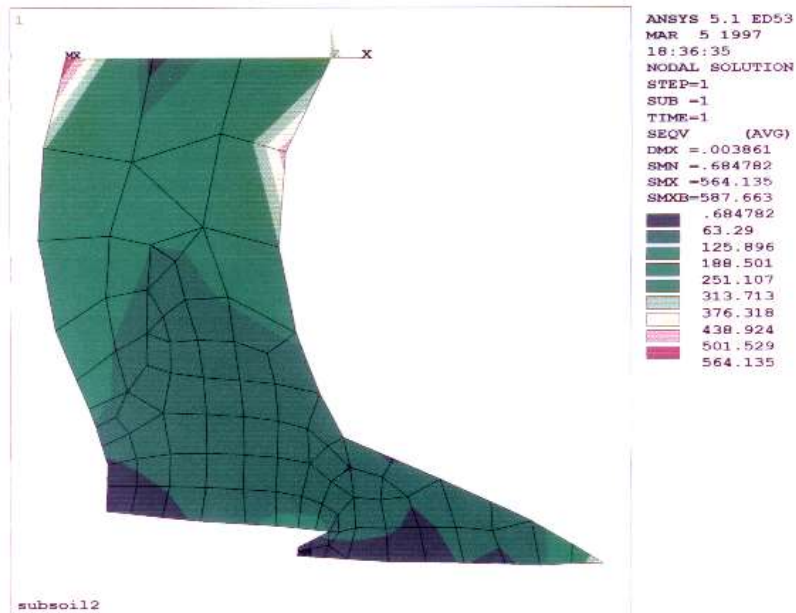 1
MX
X
ANSYS 5.1 ED53
MAR 5 1997
18:36:35
NODAL SOLUTION
STEP=1
SUB =1
TIME=1
SEQV (AVG)
DMX =.003861
SMN =.684782
SMX =564.135
SMXB=587.663
.684782
63.29
125.896
188.501
251.107
313.713
376.318
438.924
501.529
564.135
subsoil2